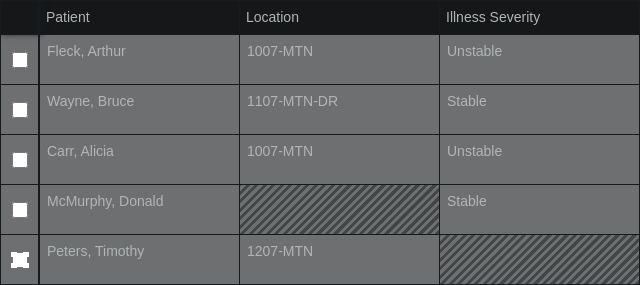 Patient Location Illness Severity
Fleck, Arthur 1007-MTN Unstable
Wayne, Bruce 1107-MTN-DR Stable
Carr, Alicia 1007-MTN Unstable
McMurphy, Donald Stable
Peters, Timothy 1207-MTN